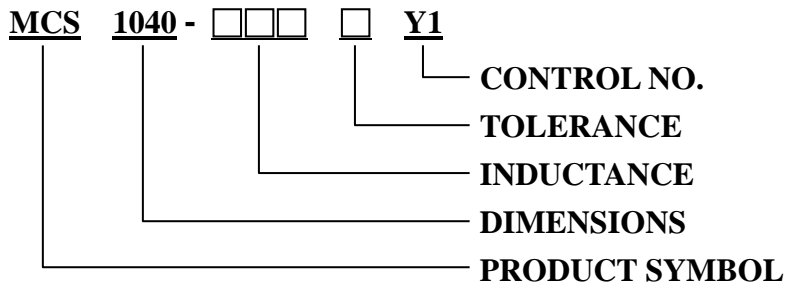 MCS 1040 - □□□ □ Y1
CONTROL NO.
TOLERANCE
INDUCTANCE
DIMENSIONS
PRODUCT SYMBOL